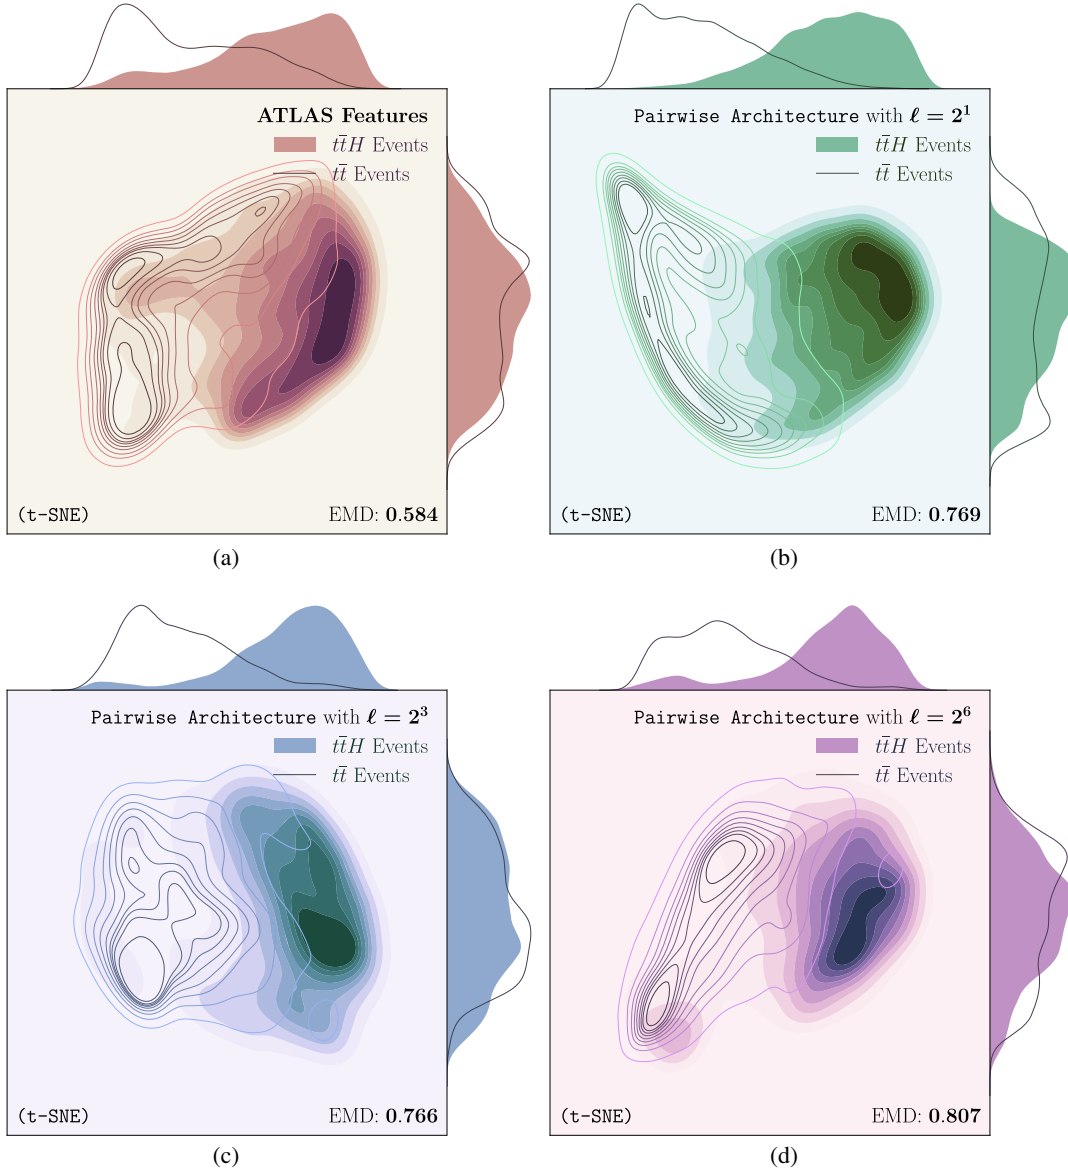 ATLAS Features
tt̄H Events
tt̄ Events
(t-SNE)
EMD: 0.584
(a)
Pairwise Architecture with ℓ = 2¹
tt̄H Events
tt̄ Events
(t-SNE)
EMD: 0.769
(b)
Pairwise Architecture with ℓ = 2³
tt̄H Events
tt̄ Events
(t-SNE)
EMD: 0.766
(c)
Pairwise Architecture with ℓ = 2⁶
tt̄H Events
tt̄ Events
(t-SNE)
EMD: 0.807
(d)